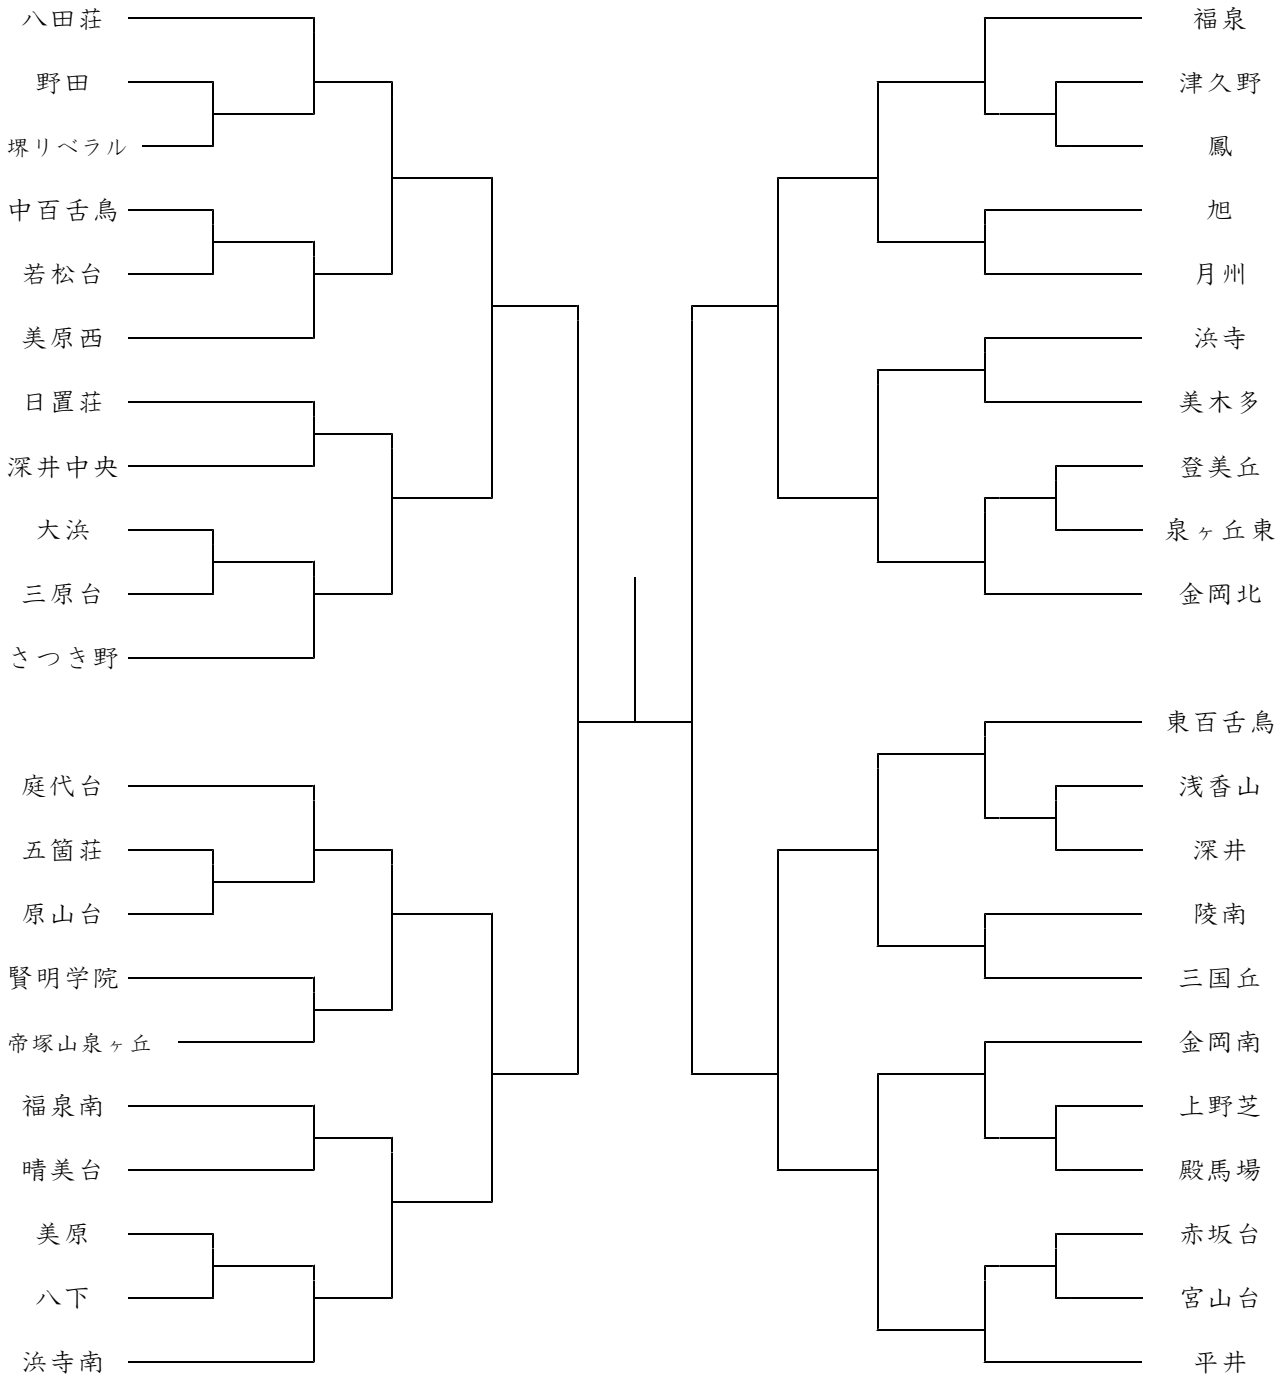 八田荘
野田
堺リベラル
中百舌鳥
若松台
美原西
日置荘
深井中央
大浜
三原台
さつき野
庭代台
五箇荘
原山台
賢明学院
帝塚山泉ヶ丘
福泉南
晴美台
美原
八下
浜寺南
福泉
津久野
鳳
旭
月州
浜寺
美木多
登美丘
泉ヶ丘東
金岡北
東百舌鳥
浅香山
深井
陵南
三国丘
金岡南
上野芝
殿馬場
赤坂台
宮山台
平井